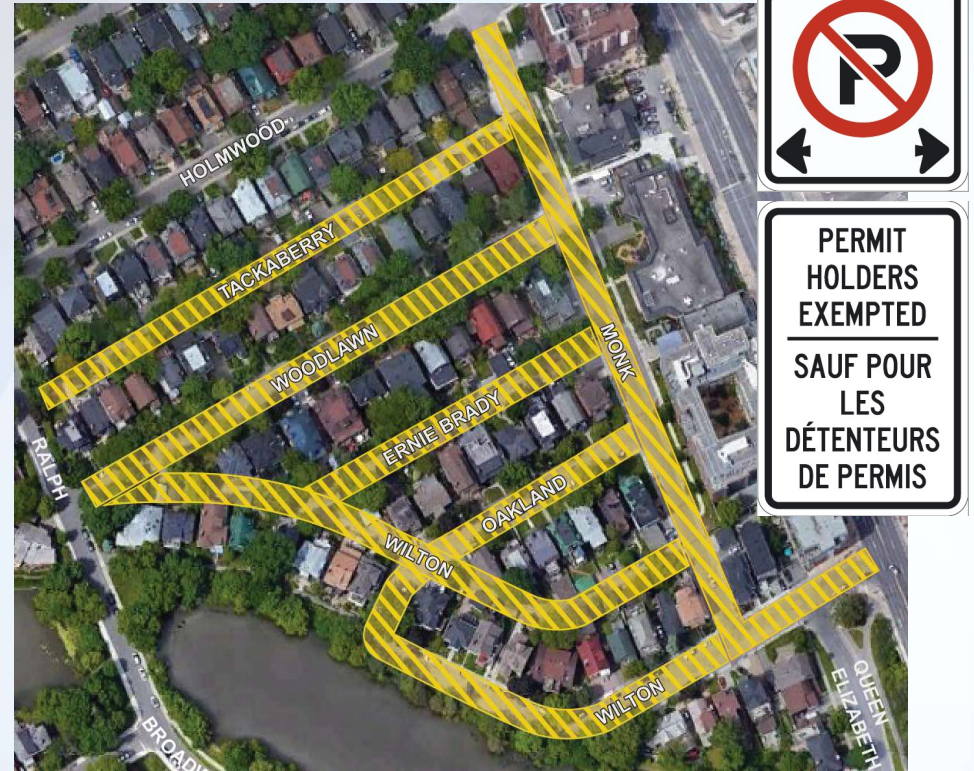 P
HOLMWOOD
TACKABERRY
WOODLAWN
MONK
ERNIE BRADY
RALPH
OAKLAND
WILTON
WILTON
QUEEN
ELIZABETH
PERMIT
HOLDERS
EXEMPTED
SAUF POUR
LES
DÉTENTEURS
DE PERMIS